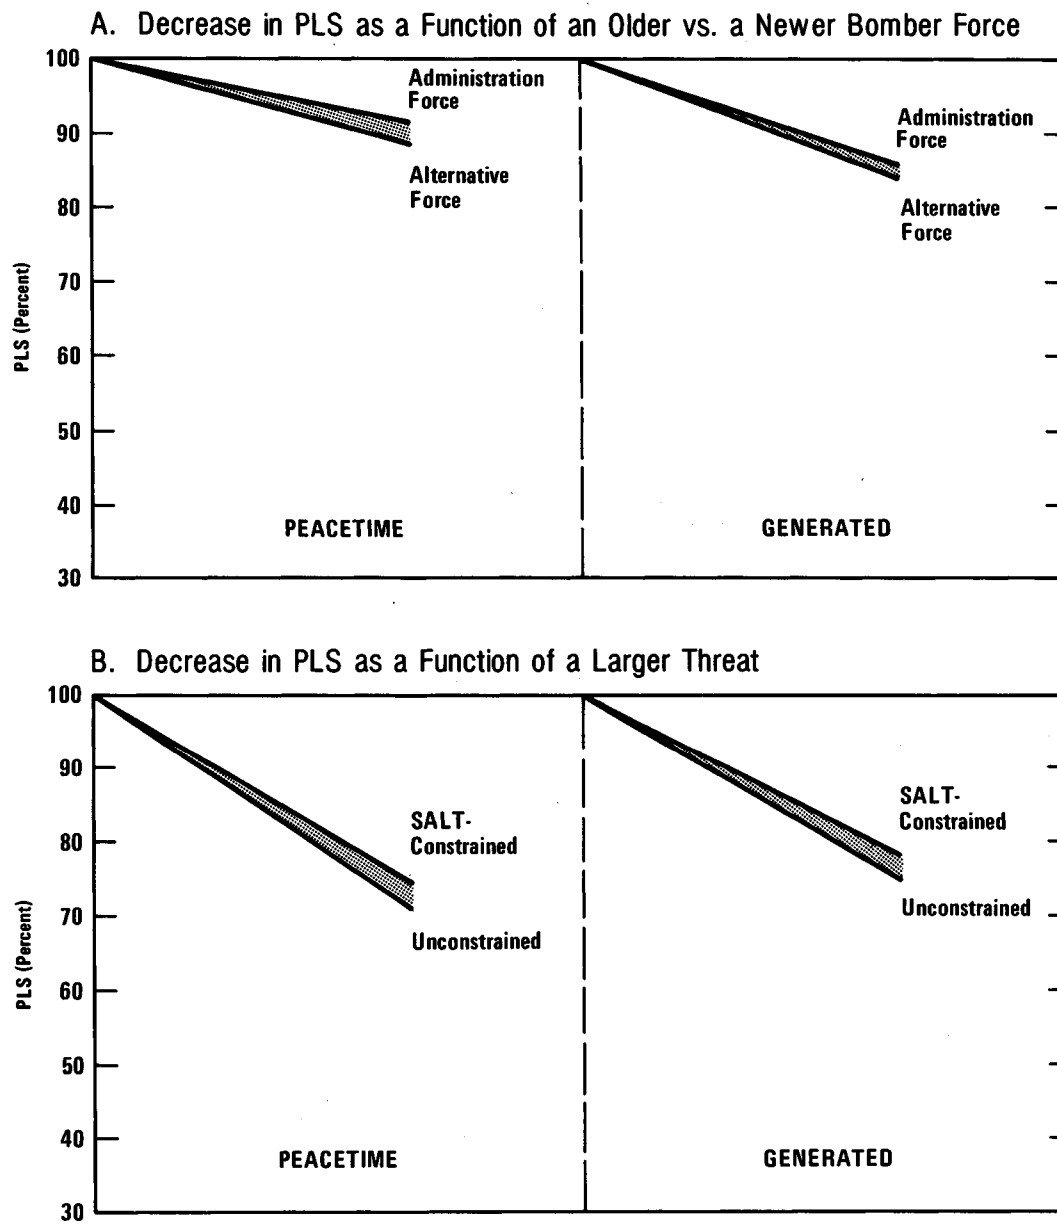 A. Decrease in PLS as a Function of an Older vs. a Newer Bomber Force
100
90
80
70
60
50
40
30
PLS (Percent)
Administration
Force
Alternative
Force
PEACETIME
Administration
Force
Alternative
Force
GENERATED
B. Decrease in PLS as a Function of a Larger Threat
100
90
80
70
60
50
40
30
PLS (Percent)
SALT-
Constrained
Unconstrained
PEACETIME
SALT-
Constrained
Unconstrained
GENERATED